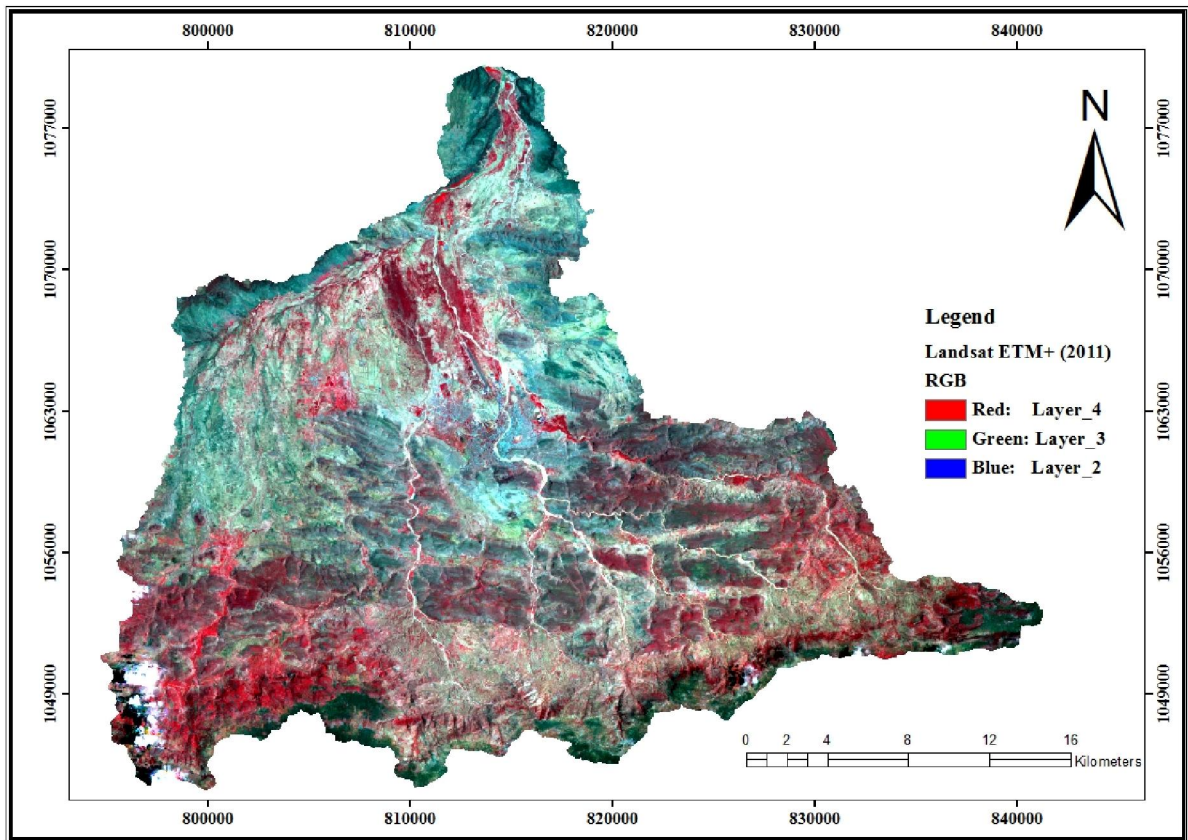 800000 810000 820000 830000 840000
N
1077000 1077000
1070000 1070000
Legend
Landsat ETM+ (2011)
RGB
Red: Layer_4
Green: Layer_3
Blue: Layer_2
1063000 1063000
1056000 1056000
1049000 1049000
0 2 4 8 12 16
Kilometers
800000 810000 820000 830000 840000